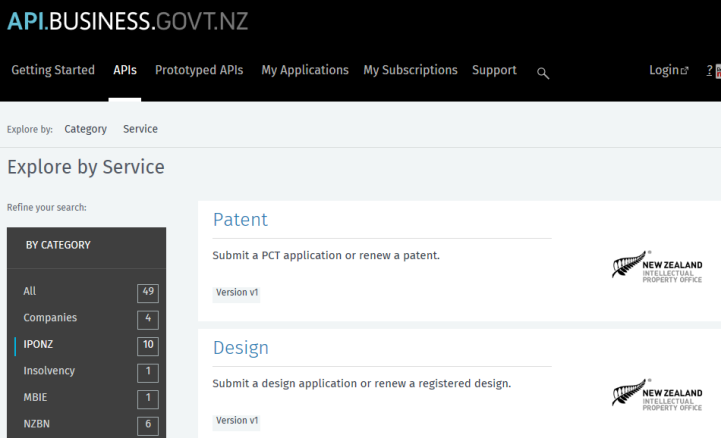 API.BUSINESS.GOVT.NZ
Getting Started APIs Prototyped APIs My Applications My Subscriptions Support Login ?
Explore by: Category Service
Explore by Service
Refine your search:
BY CATEGORY
All 49
Companies 4
IPONZ 10
Insolvency 1
MBIE 1
NZBN 6
Patent
Submit a PCT application or renew a patent.
Version v1
NEW ZEALAND
INTELLECTUAL
PROPERTY OFFICE
Design
Submit a design application or renew a registered design.
Version v1
NEW ZEALAND
INTELLECTUAL
PROPERTY OFFICE